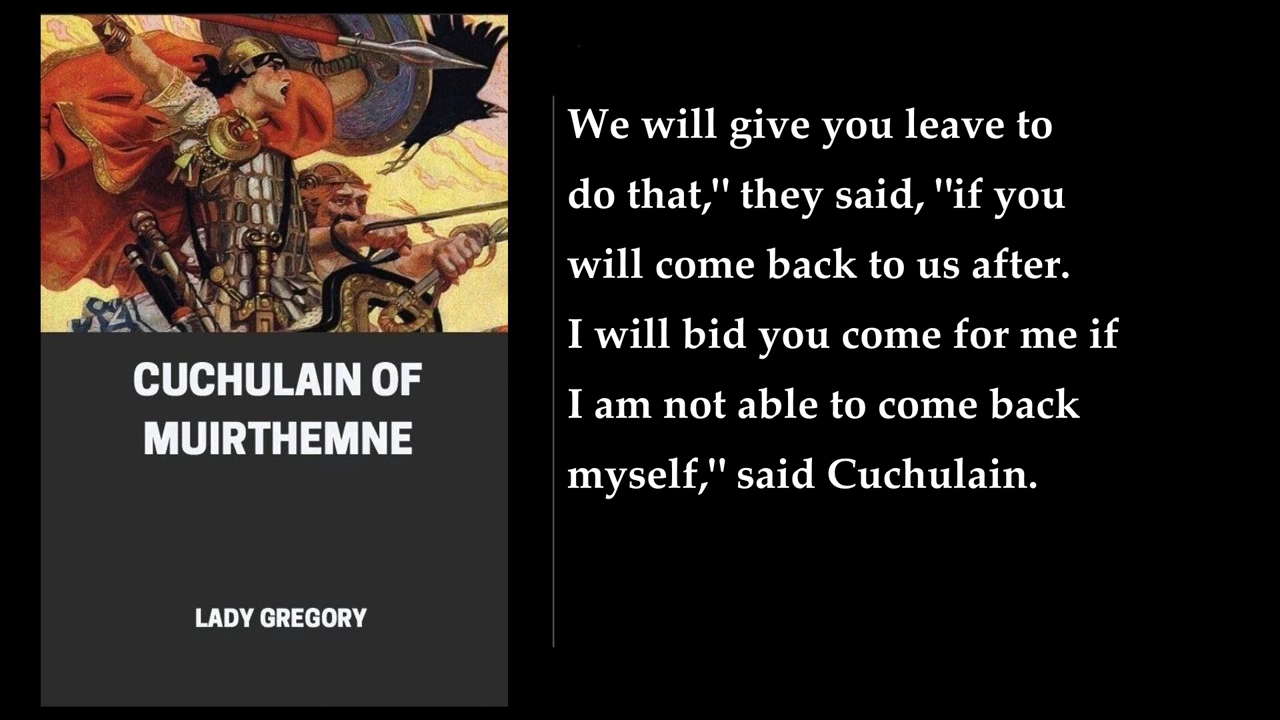 CUCHULAIN OF
MUIRTHEMNE
LADY GREGORY
We will give you leave to
do that," they said, "if you
will come back to us after.
I will bid you come for me if
I am not able to come back
myself," said Cuchulain.